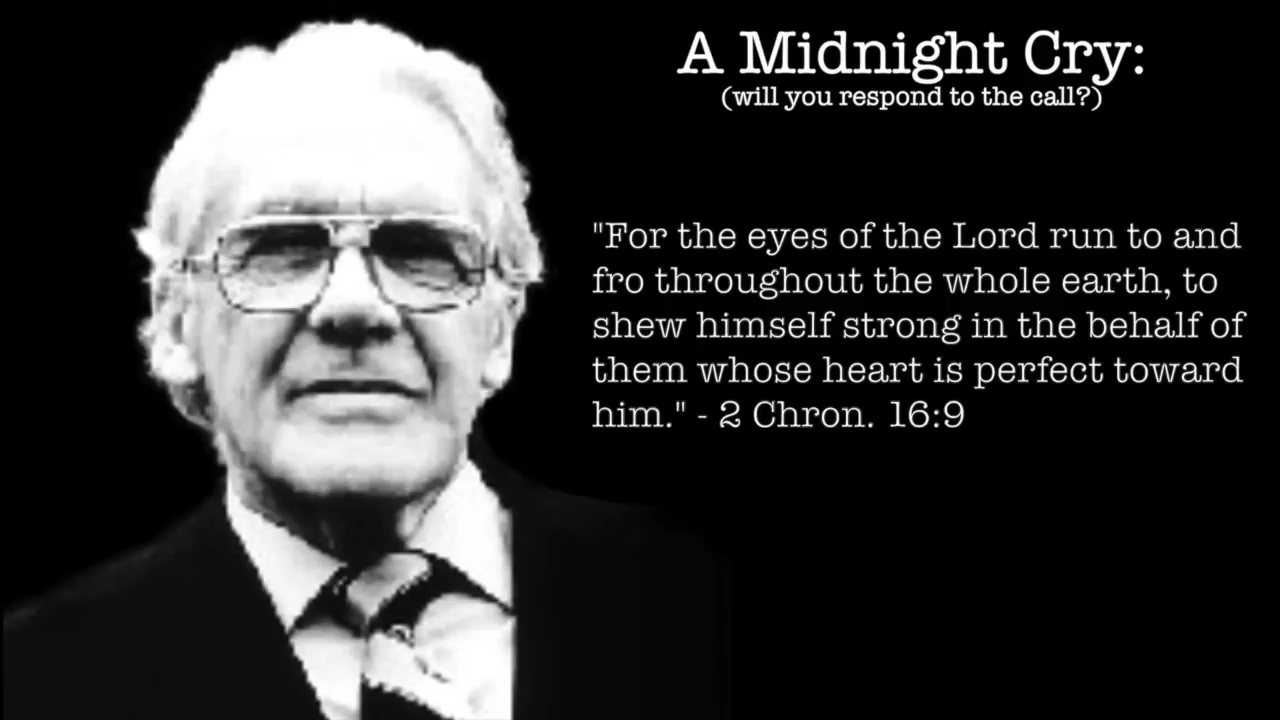 A Midnight Cry:
(will you respond to the call?)
"For the eyes of the Lord run to and
fro throughout the whole earth, to
shew himself strong in the behalf of
them whose heart is perfect toward
him." - 2 Chron. 16:9